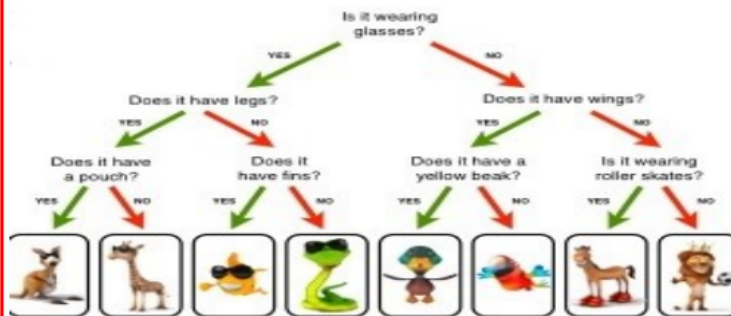 Is it wearing
glasses?
YES
NO
Does it have legs?
Does it have wings?
YES
NO
YES
NO
Does it have
a pouch?
Does it
have fins?
Does it have a
yellow beak?
Is it wearing
roller skates?
YES
NO
YES
NO
YES
NO
YES
NO